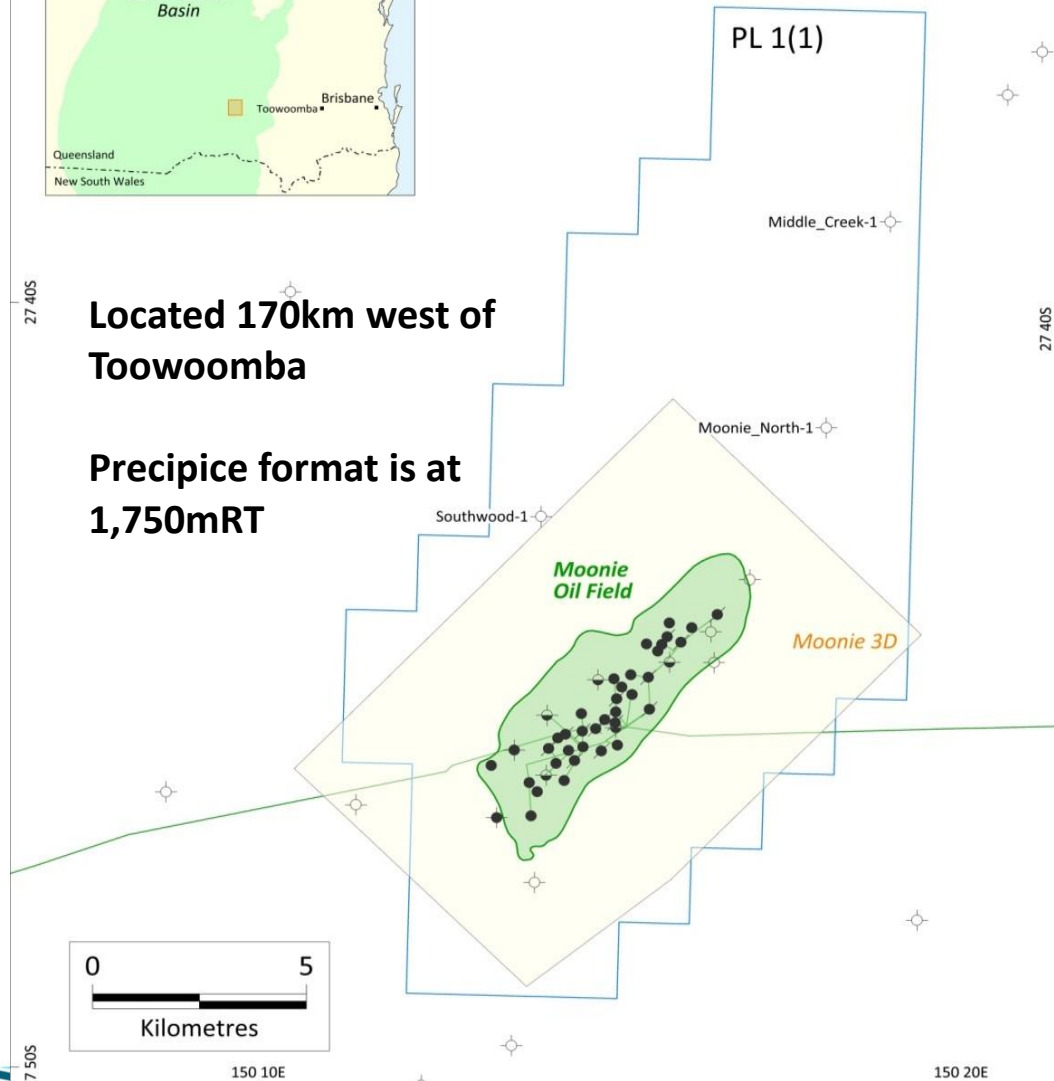 Basin
Toowoomba
Brisbane
Queensland
New South Wales
PL 1(1)
Middle_Creek-1
27 40S
27 40S
Located 170km west of
Toowoomba
Moonie_North-1
Precipice format is at
1,750mRT
Southwood-1
Moonie
Oil Field
Moonie 3D
0 5
Kilometres
7 50S
150 10E
150 20E